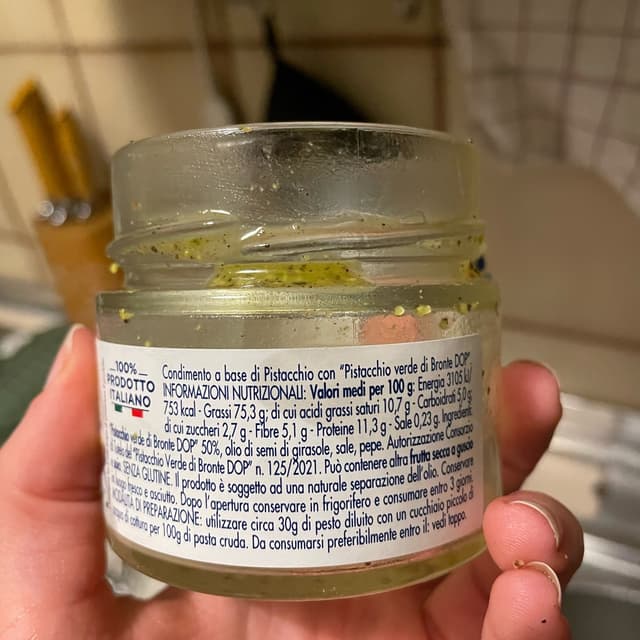 100%
PRODOTTO
ITALIANO
Condimento a base di Pistacchio con "Pistacchio verde di Bronte DOP"
INFORMAZIONI NUTRIZIONALI: Valori medi per 100 g: Energia 3105 kJ/
753 kcal - Grassi 75,3 g; di cui acidi grassi saturi 10,7 g - Carboidrati 5,0 g;
di cui zuccheri 2,7 g - Fibre 5,1 g - Proteine 11,3 g - Sale 0,23 g. Ingredienti:
"Pistacchio verde di Bronte DOP" 50%, olio di semi di girasole, sale, pepe. Autorizzazione Consorzio
di tutela del "Pistacchio Verde di Bronte DOP" n. 125/2021. Può contenere altra frutta secca a guscio
SENZA GLUTINE. Il prodotto è soggetto ad una naturale separazione dell'olio. Conservare
in luogo fresco e asciutto. Dopo l'apertura conservare in frigorifero e consumare entro 3 giorni.
MODALITÀ DI PREPARAZIONE: utilizzare circa 30g di pesto diluito con un cucchiaio piccolo di
acqua di cottura per 100g di pasta cruda. Da consumarsi preferibilmente entro il: vedi tappo.